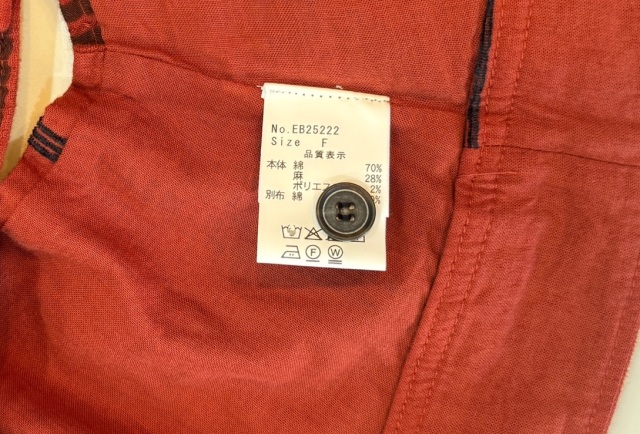 No.EB25222
Size F
品質表示
本体 綿 70%
麻 28%
ポリエス 2%
別布 綿 %
F W